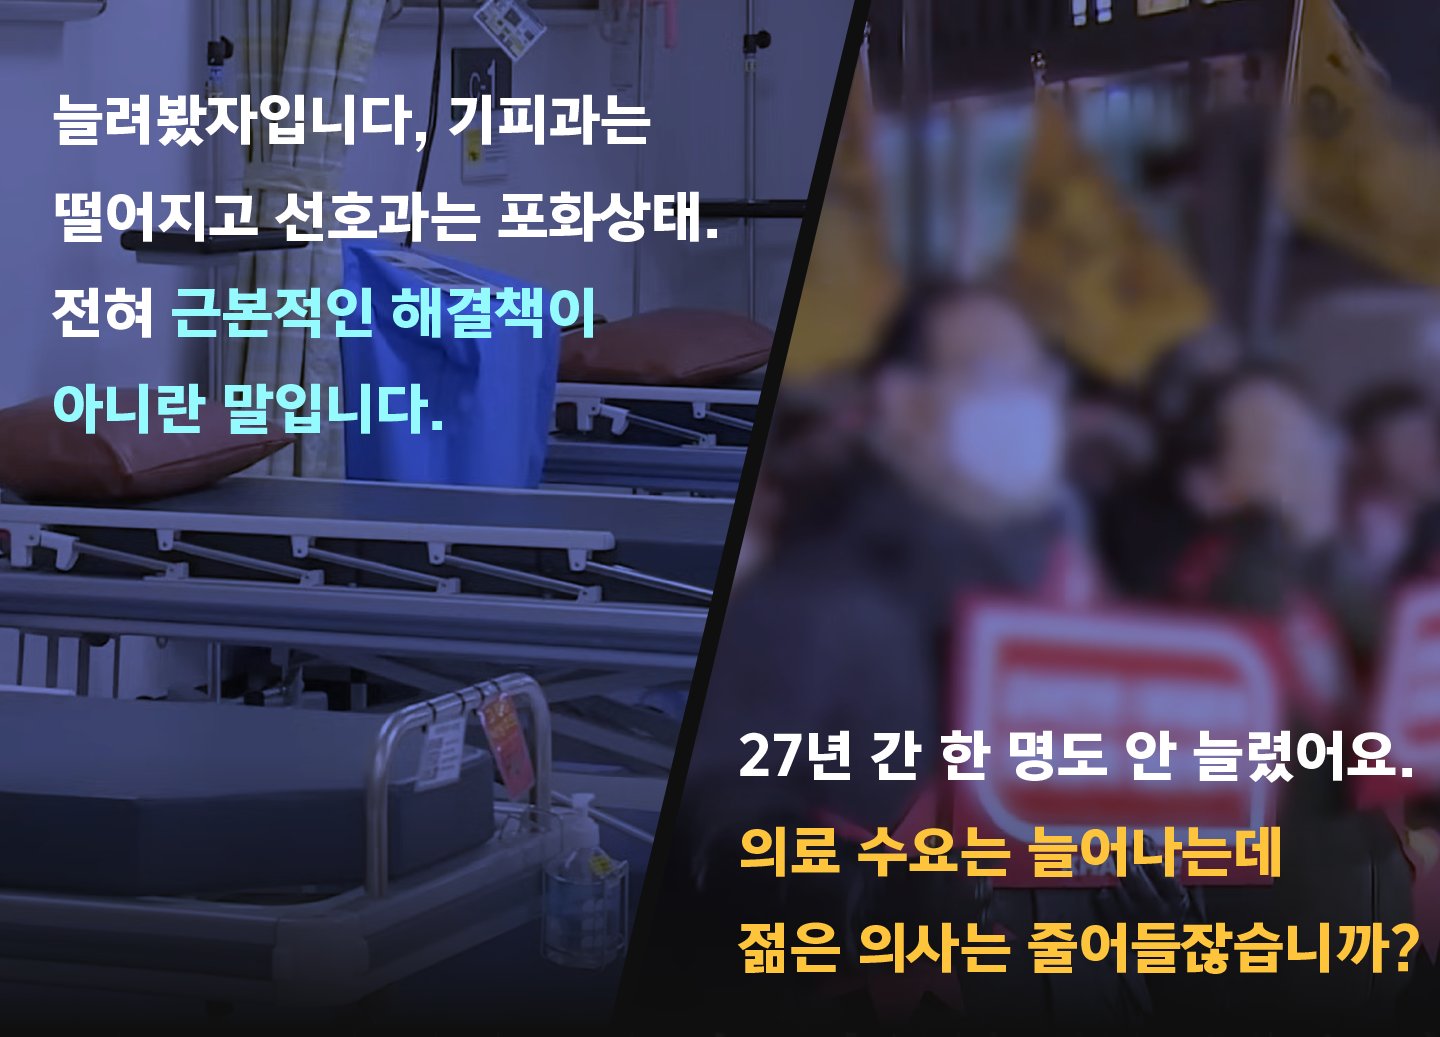 늘려봤자입니다, 기피과는
떨어지고 선호과는 포화상태.
전혀 근본적인 해결책이
아니란 말입니다.
C-1
27년 간 한 명도 안 늘렸어요.
의료 수요는 늘어나는데
젊은 의사는 줄어들잖습니까?